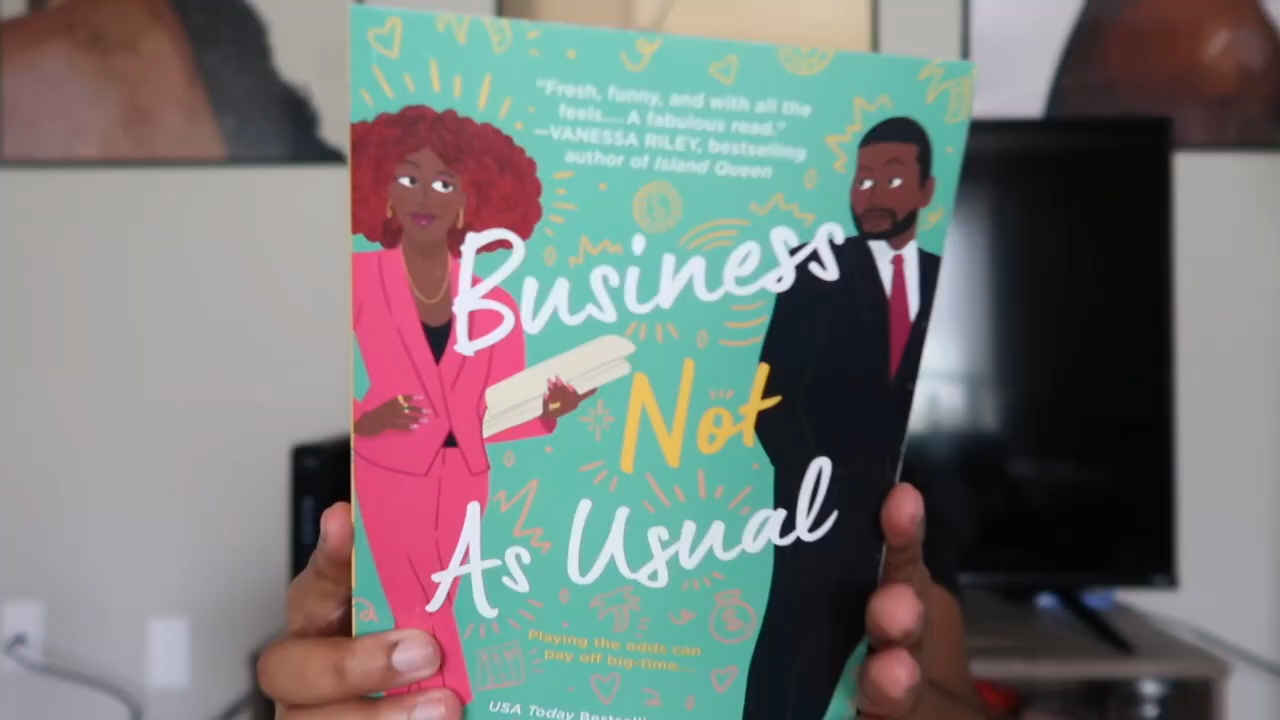 “Fresh, funny, and with all the
feels.... A fabulous read.”
—VANESSA RILEY, bestselling
author of Island Queen
Business
Not
As Usual
Playing the odds can
pay off big-time...
USA Today